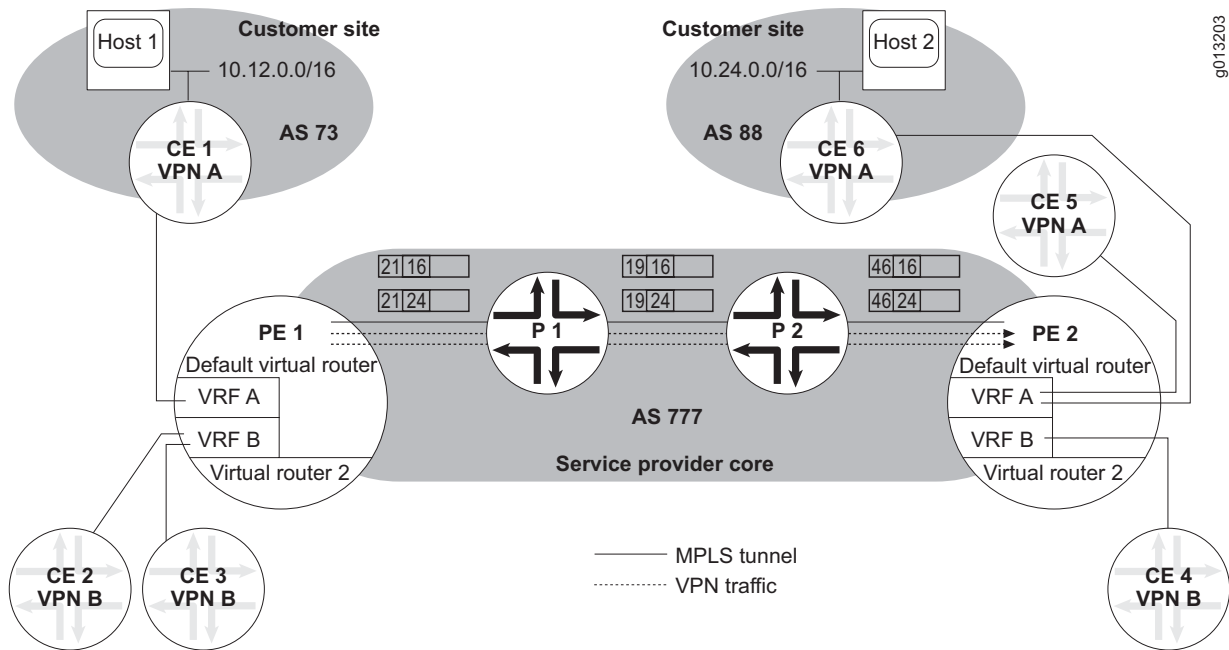 g013203
Host 1
Customer site
10.12.0.0/16
AS 73
CE 1
VPN A
Customer site
Host 2
10.24.0.0/16
AS 88
CE 6
VPN A
CE 5
VPN A
21 16
21 24
19 16
19 24
46 16
46 24
PE 1
Default virtual router
VRF A
VRF B
Virtual router 2
P 1
P 2
PE 2
Default virtual router
VRF A
VRF B
Virtual router 2
AS 777
Service provider core
CE 2
VPN B
CE 3
VPN B
MPLS tunnel
VPN traffic
CE 4
VPN B